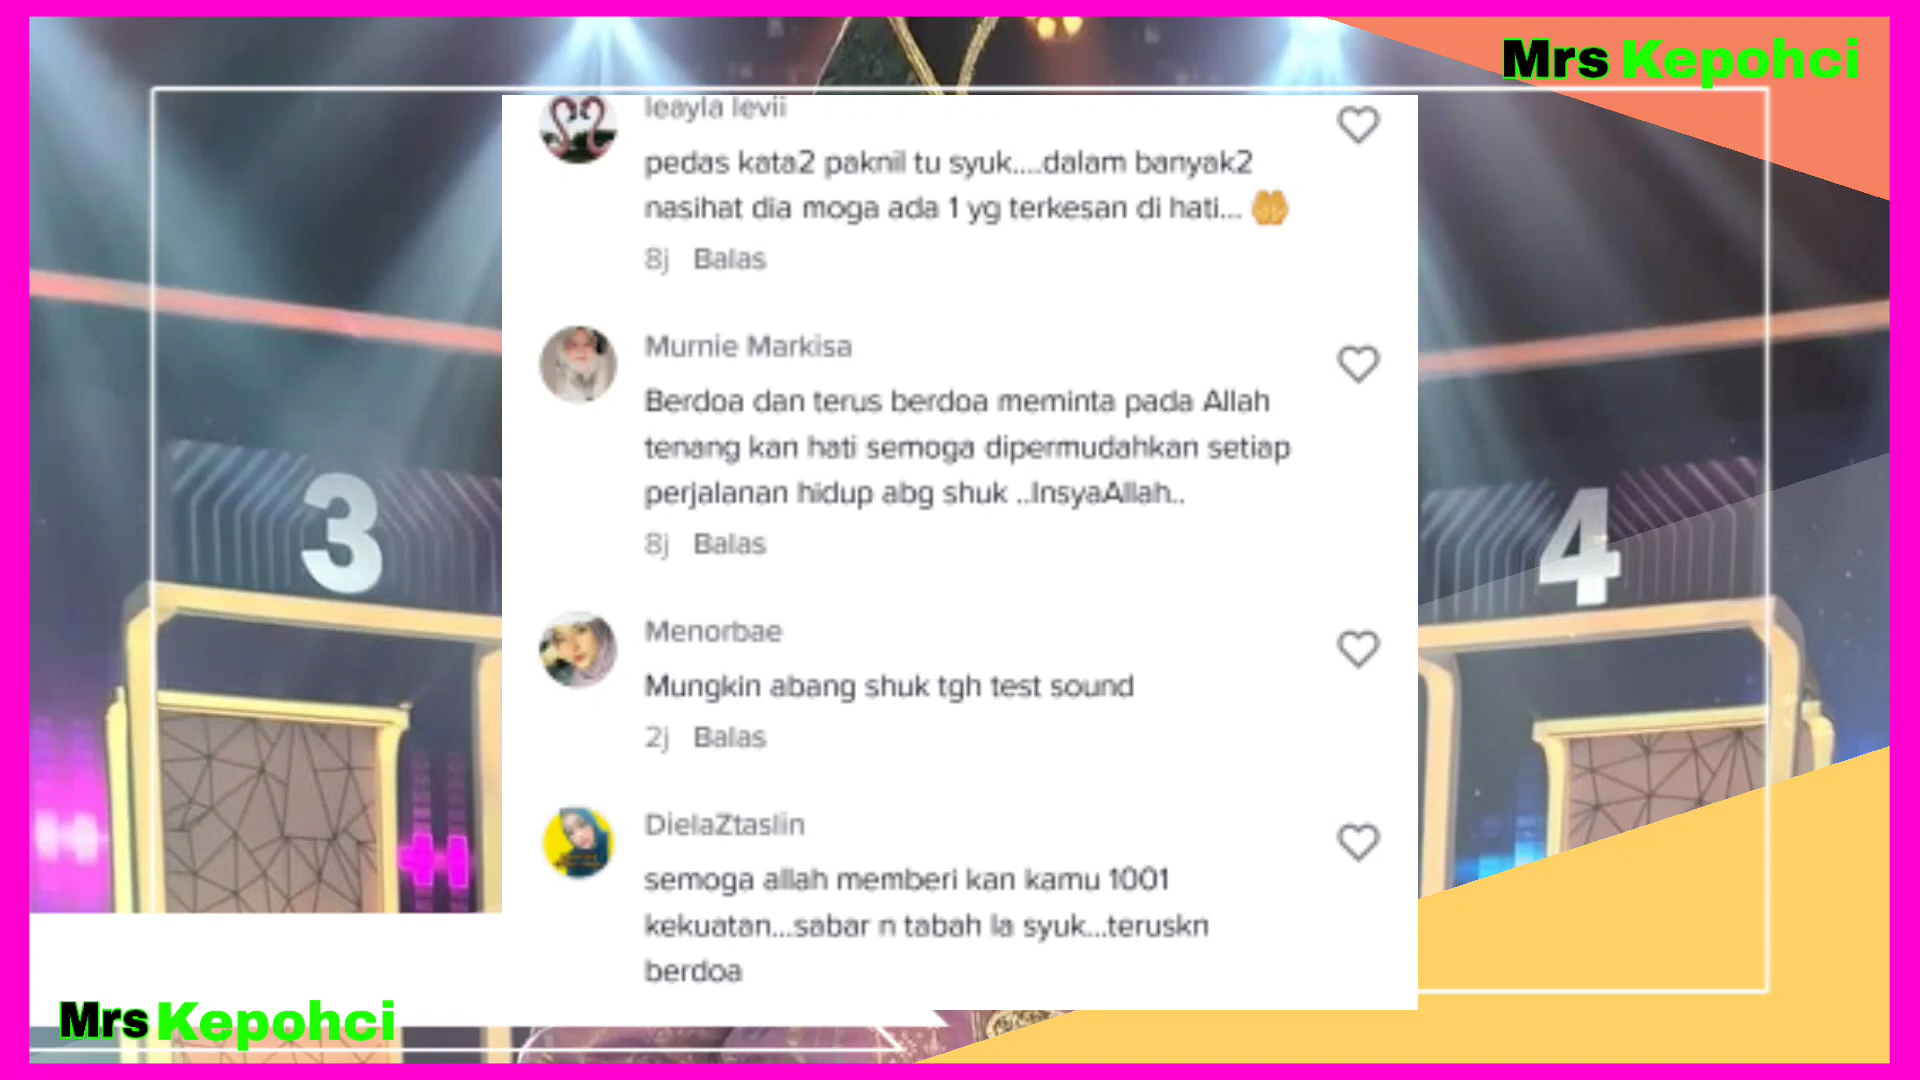 Mrs Kepohci
leayla levii
pedas kata2 paknil tu syuk....dalam banyak2
nasihat dia moga ada 1 yg terkesan di hati...
8j Balas
Murnie Markisa
Berdoa dan terus berdoa meminta pada Allah
tenang kan hati semoga dipermudahkan setiap
perjalanan hidup abg shuk ..InsyaAllah..
8j Balas
3
4
Menorbae
Mungkin abang shuk tgh test sound
2j Balas
DielaZtaslin
semoga allah memberi kan kamu 1001
kekuatan...sabar n tabah la syuk...teruskn
berdoa
Mrs Kepohci